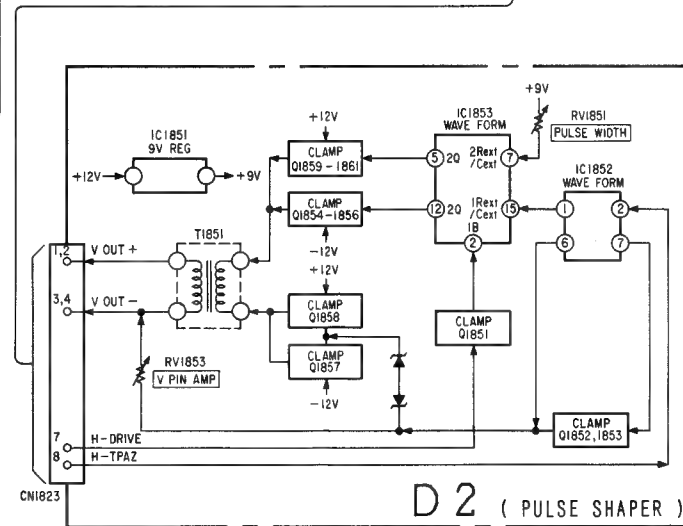 IC1851
9V REG
+12V
+9V
+12V
CLAMP
Q1859-1861
CLAMP
Q1854-1856
-12V
+12V
CLAMP
Q1858
CLAMP
Q1857
-12V
IC1853
WAVE FORM
5 2Q
2Rext
/Cext
7
12 2Q
1Rext
/Cext
15
1B
2
+9V
RV1851
PULSE WIDTH
IC1852
WAVE FORM
1
2
6
7
T1851
1,2
V OUT +
3,4
V OUT -
RV1853
V PIN AMP
CLAMP
Q1851
CLAMP
Q1852,1853
7
H-DRIVE
8
H-TPAZ
CN1823
D2 ( PULSE SHAPER )